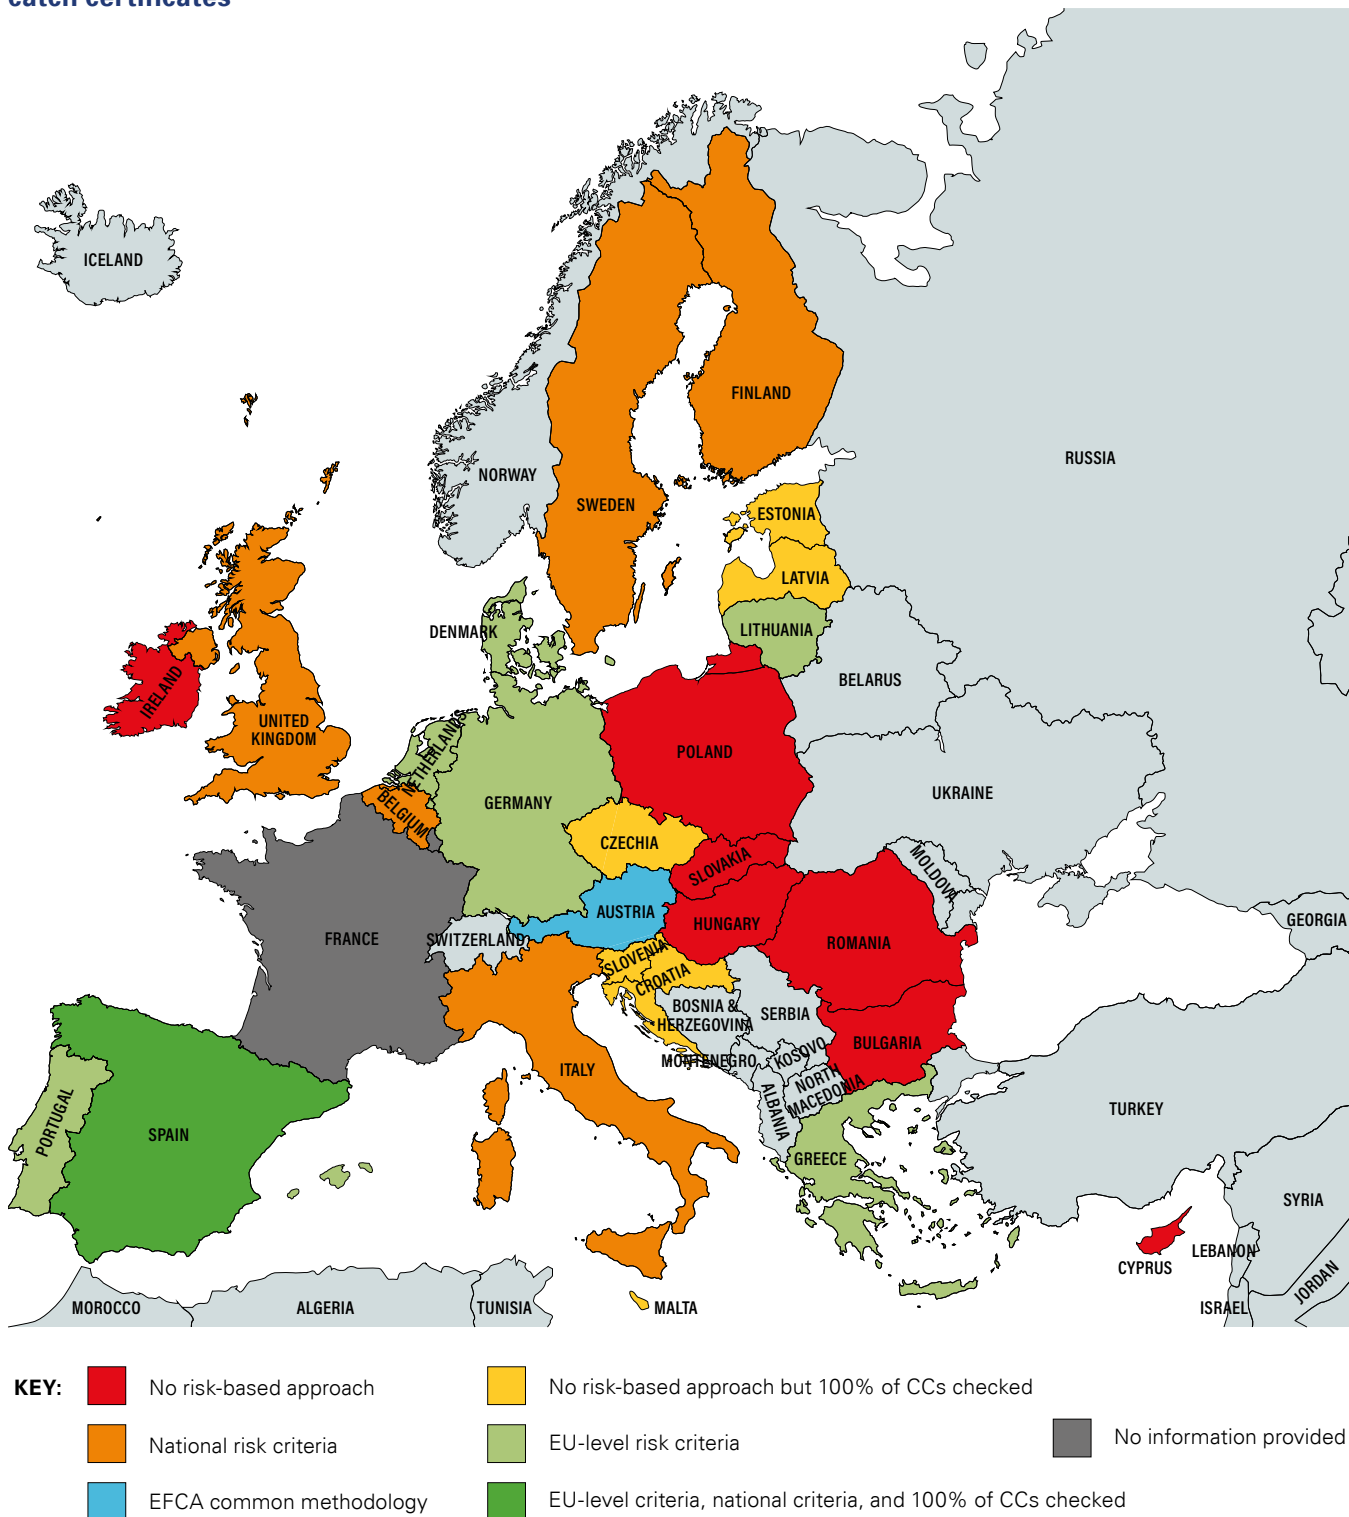 catch certificates
ICELAND
FINLAND
RUSSIA
NORWAY
SWEDEN
ESTONIA
LATVIA
DENMARK
LITHUANIA
BELARUS
IRELAND
UNITED
KINGDOM
NETHERLANDS
POLAND
BELGIUM
GERMANY
UKRAINE
CZECHIA
SLOVAKIA
MOLDOVA
AUSTRIA
HUNGARY
GEORGIA
FRANCE
SWITZERLAND
ROMANIA
SLOVENIA
CROATIA
BOSNIA &
HERZEGOVINA
SERBIA
BULGARIA
MONTENEGRO
KOSOVO
ITALY
NORTH
MACEDONIA
ALBANIA
TURKEY
PORTUGAL
SPAIN
GREECE
SYRIA
LEBANON
CYPRUS
JORDAN
MOROCCO
ALGERIA
TUNISIA
MALTA
ISRAEL
KEY:
No risk-based approach
No risk-based approach but 100% of CCs checked
National risk criteria
EU-level risk criteria
No information provided
EFCA common methodology
EU-level criteria, national criteria, and 100% of CCs checked